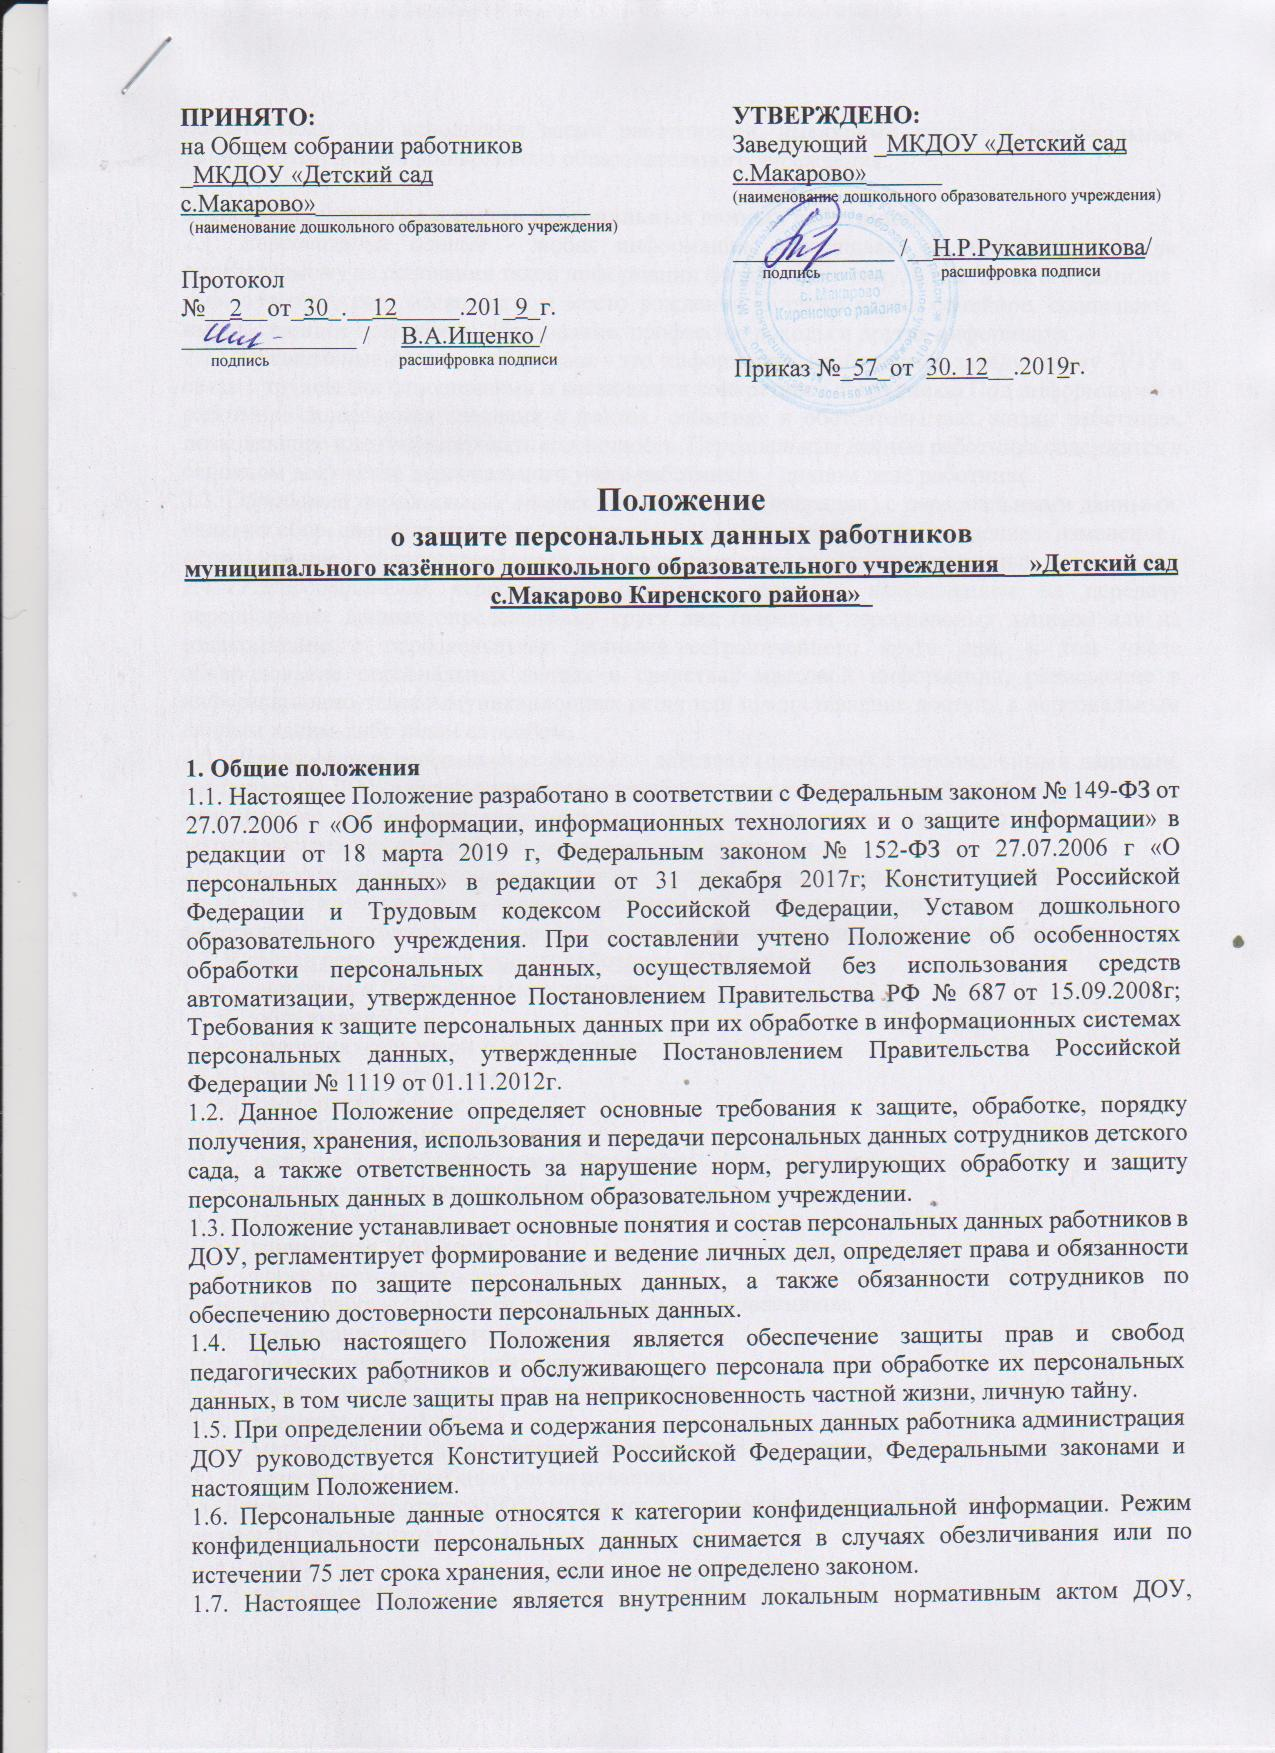 ПРИНЯТО:
на Общем собрании работников
_МКДОУ «Детский сад
с.Макарово»______________________
(наименование дошкольного образовательного учреждения)
Протокол
№__2__от_30_.__12_____.201_9_г.
______________ / В.А.Ищенко /
подпись расшифровка подписи
УТВЕРЖДЕНО:
Заведующий _МКДОУ «Детский сад
с.Макарово»______
(наименование дошкольного образовательного учреждения)
_____________ /__Н.Р.Рукавишникова/
подпись расшифровка подписи
Детский сад
с. Макарово
Киренского района»
Приказ №_57_от 30. 12__.2019г.
Положение
о защите персональных данных работников
муниципального казённого дошкольного образовательного учреждения »Детский сад
с.Макарово Киренского района»_
1. Общие положения
1.1. Настоящее Положение разработано в соответствии с Федеральным законом № 149-ФЗ от
27.07.2006 г «Об информации, информационных технологиях и о защите информации» в
редакции от 18 марта 2019 г, Федеральным законом № 152-ФЗ от 27.07.2006 г «О
персональных данных» в редакции от 31 декабря 2017г; Конституцией Российской
Федерации и Трудовым кодексом Российской Федерации, Уставом дошкольного
образовательного учреждения. При составлении учтено Положение об особенностях
обработки персональных данных, осуществляемой без использования средств
автоматизации, утвержденное Постановлением Правительства РФ № 687 от 15.09.2008г;
Требования к защите персональных данных при их обработке в информационных системах
персональных данных, утвержденные Постановлением Правительства Российской
Федерации № 1119 от 01.11.2012г.
1.2. Данное Положение определяет основные требования к защите, обработке, порядку
получения, хранения, использования и передачи персональных данных сотрудников детского
сада, а также ответственность за нарушение норм, регулирующих обработку и защиту
персональных данных в дошкольном образовательном учреждении.
1.3. Положение устанавливает основные понятия и состав персональных данных работников в
ДОУ, регламентирует формирование и ведение личных дел, определяет права и обязанности
работников по защите персональных данных, а также обязанности сотрудников по
обеспечению достоверности персональных данных.
1.4. Целью настоящего Положения является обеспечение защиты прав и свобод
педагогических работников и обслуживающего персонала при обработке их персональных
данных, в том числе защиты прав на неприкосновенность частной жизни, личную тайну.
1.5. При определении объема и содержания персональных данных работника администрация
ДОУ руководствуется Конституцией Российской Федерации, Федеральными законами и
настоящим Положением.
1.6. Персональные данные относятся к категории конфиденциальной информации. Режим
конфиденциальности персональных данных снимается в случаях обезличивания или по
истечении 75 лет срока хранения, если иное не определено законом.
1.7. Настоящее Положение является внутренним локальным нормативным актом ДОУ,